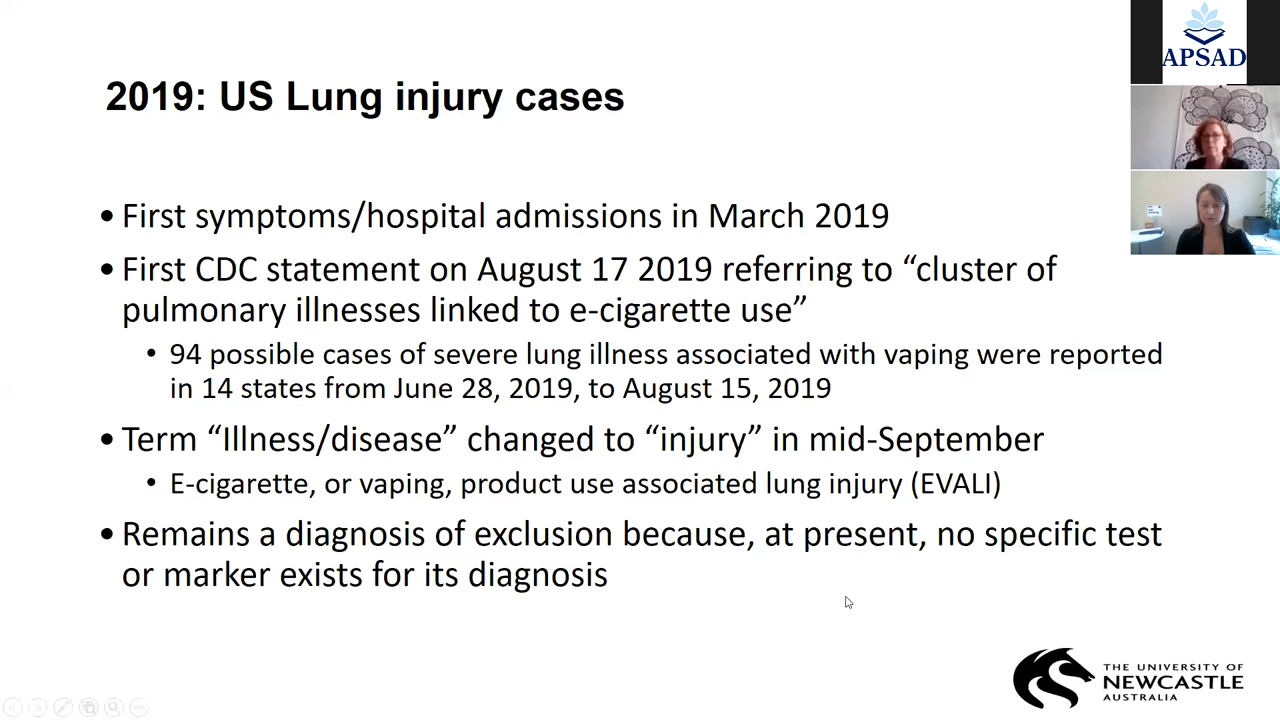 APSAD
2019: US Lung injury cases
• First symptoms/hospital admissions in March 2019
• First CDC statement on August 17 2019 referring to “cluster of
pulmonary illnesses linked to e-cigarette use”
• 94 possible cases of severe lung illness associated with vaping were reported
in 14 states from June 28, 2019, to August 15, 2019
• Term “Illness/disease” changed to “injury” in mid-September
• E-cigarette, or vaping, product use associated lung injury (EVALI)
• Remains a diagnosis of exclusion because, at present, no specific test
or marker exists for its diagnosis
THE UNIVERSITY OF
NEWCASTLE
AUSTRALIA